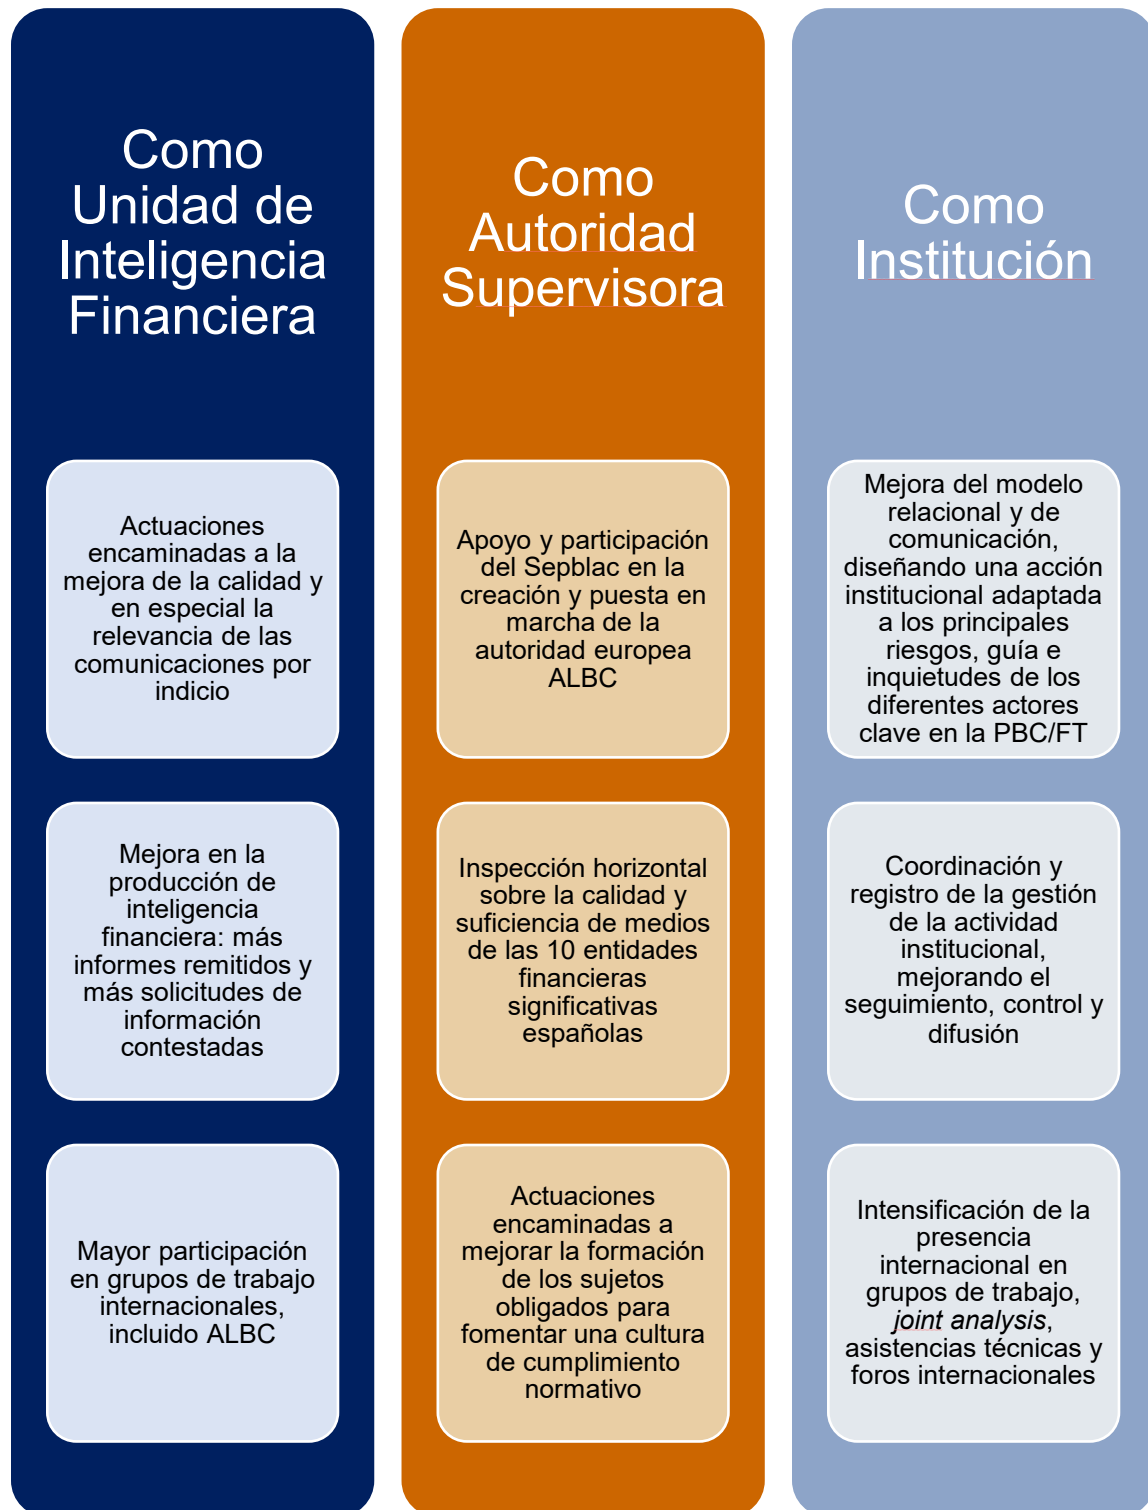 Como
Unidad de
Inteligencia
Financiera
Actuaciones
encaminadas a la
mejora de la calidad y
en especial la
relevancia de las
comunicaciones por
indicio
Mejora en la
producción de
inteligencia
financiera: más
informes remitidos y
más solicitudes de
información
contestadas
Mayor participación
en grupos de trabajo
internacionales,
incluido ALBC
Como
Autoridad
Supervisora
Apoyo y participación
del Sepblac en la
creación y puesta en
marcha de la
autoridad europea
ALBC
Inspección horizontal
sobre la calidad y
suficiencia de medios
de las 10 entidades
financieras
significativas
españolas
Actuaciones
encaminadas a
mejorar la formación
de los sujetos
obligados para
fomentar una cultura
de cumplimiento
normativo
Como
Institución
Mejora del modelo
relacional y de
comunicación,
diseñando una acción
institucional adaptada
a los principales
riesgos, guía e
inquietudes de los
diferentes actores
clave en la PBC/FT
Coordinación y
registro de la gestión
de la actividad
institucional,
mejorando el
seguimiento, control y
difusión
Intensificación de la
presencia
internacional en
grupos de trabajo,
joint analysis,
asistencias técnicas y
foros internacionales